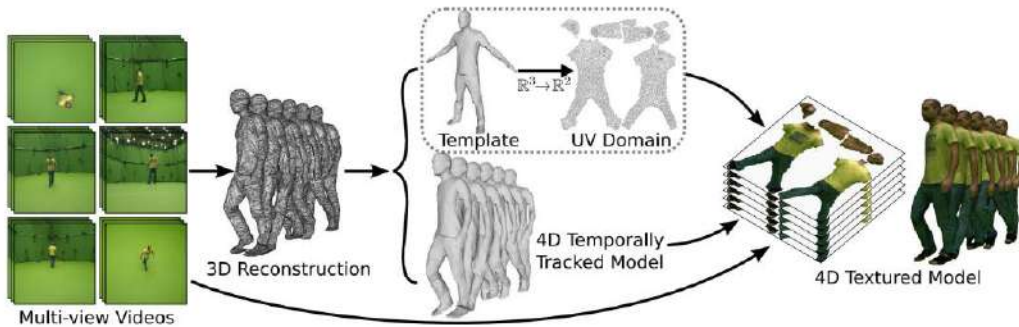 Multi-view Videos
3D Reconstruction
Template
ℝ³→ℝ²
UV Domain
4D Temporally
Tracked Model
4D Textured Model